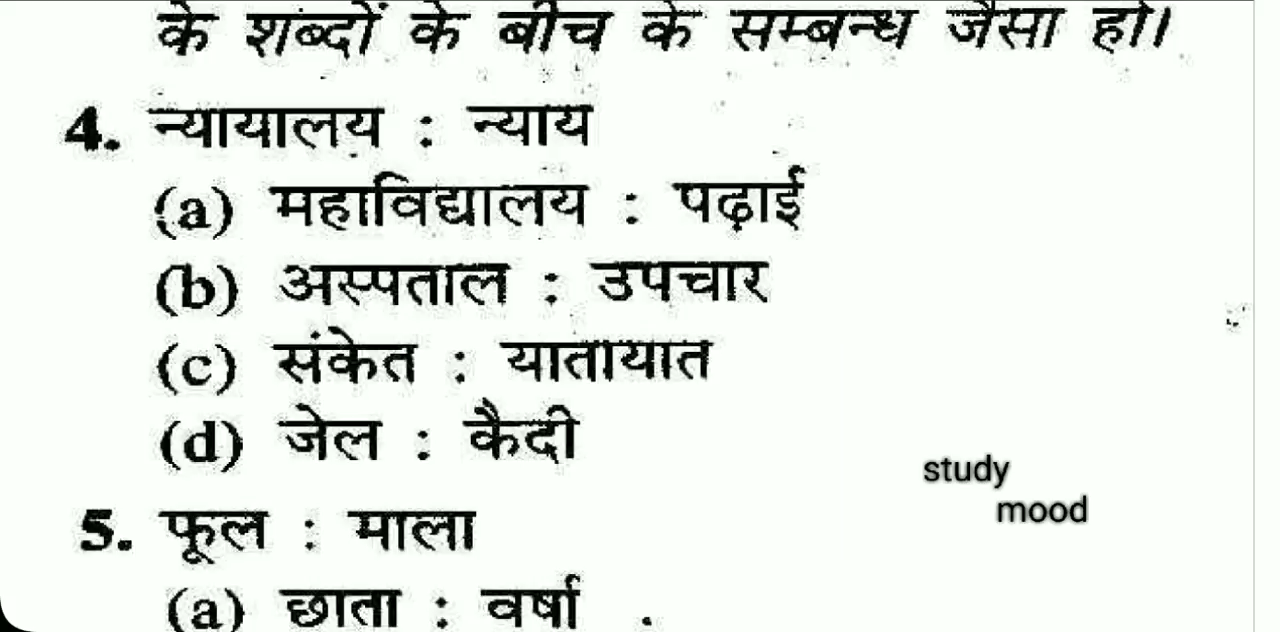 के शब्दों के बीच के सम्बन्ध जैसा हो।
4. न्यायालय : न्याय
(a) महाविद्यालय : पढ़ाई
(b) अस्पताल : उपचार
(c) संकेत : यातायात
(d) जेल : कैदी
study
mood
5. फूल : माला
(a) छाता : वर्षा